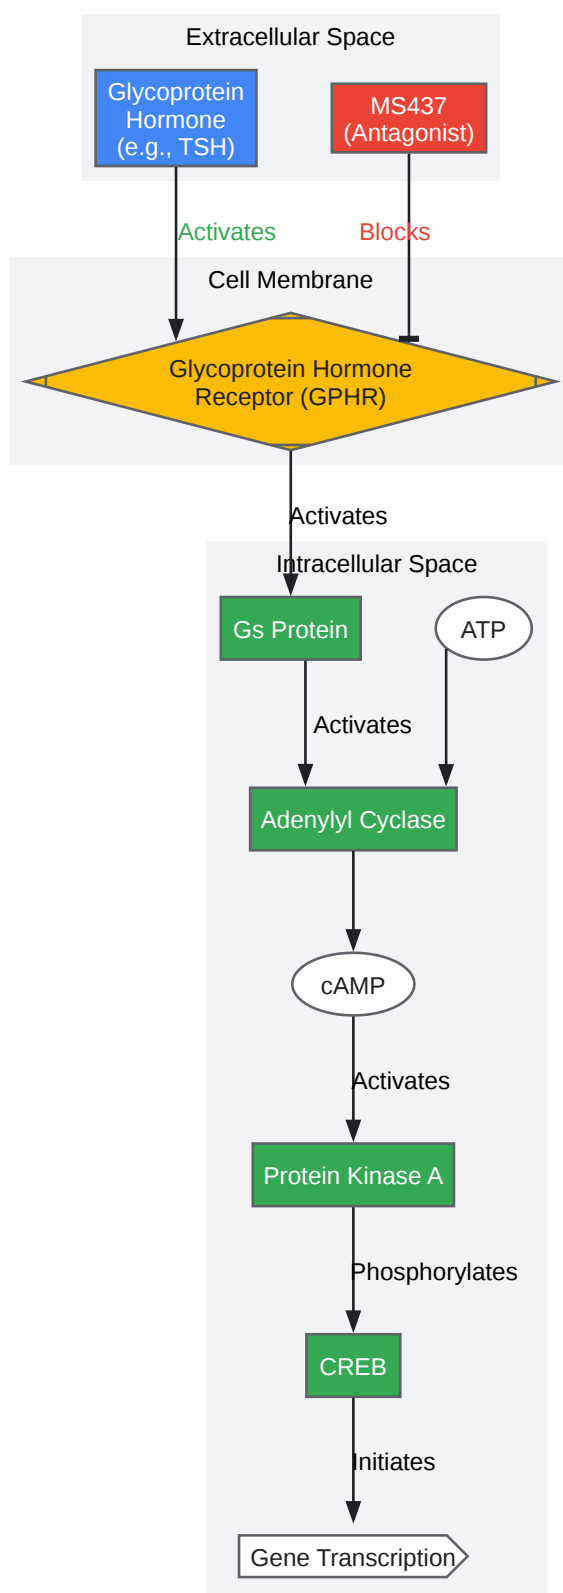 Extracellular Space
Glycoprotein
Hormone
(e.g., TSH)
MS437
(Antagonist)
Activates
Blocks
Cell Membrane
Glycoprotein Hormone
Receptor (GPHR)
Activates
Intracellular Space
Gs Protein
ATP
Activates
Adenylyl Cyclase
cAMP
Activates
Protein Kinase A
Phosphorylates
CREB
Initiates
Gene Transcription